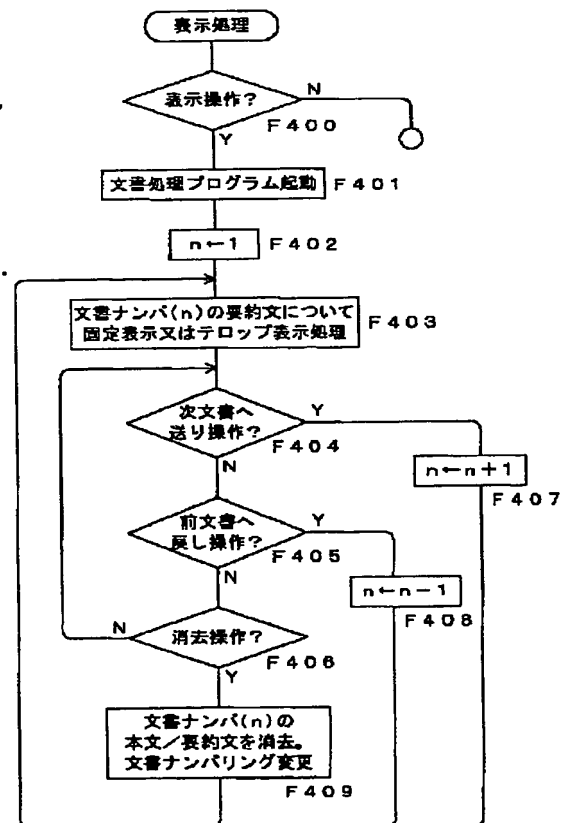 表示処理
表示操作?
N
F400
Y
文書処理プログラム起動
F401
n←1
F402
文書ナンバ(n)の要約文について
固定表示又はテロップ表示処理
F403
次文書へ
送り操作?
Y
F404
N
n←n+1
F407
前文書へ
戻し操作?
Y
F405
N
n←n-1
F408
消去操作?
N
F406
Y
文書ナンバ(n)の
本文/要約文を消去。
文書ナンバリング変更
F409